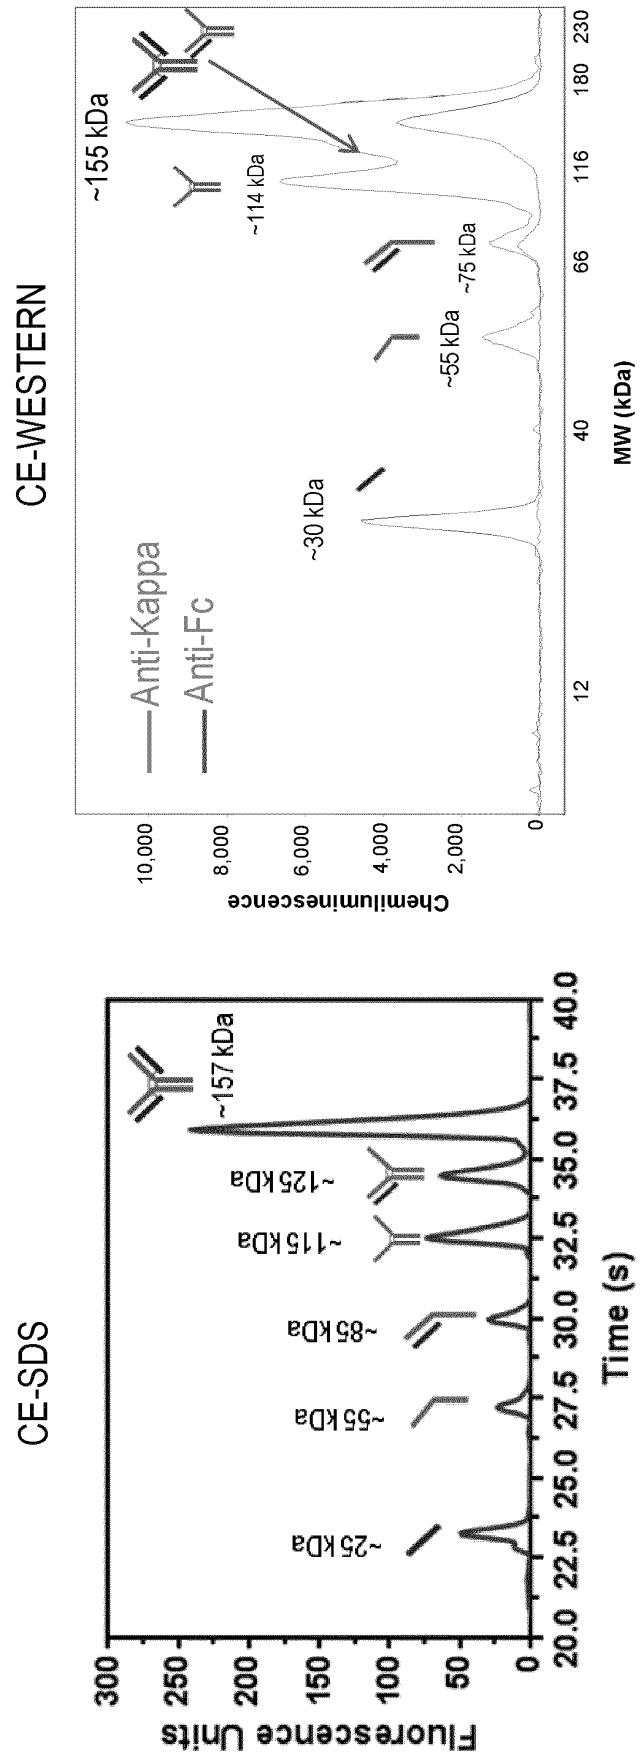 CE-SDS
Fluorescence Units
300
250
200
150
100
50
0
~25 kDa
~55 kDa
~85 kDa
~115 kDa
~125 kDa
~157 kDa
20.0 22.5 25.0 27.5 30.0 32.5 35.0 37.5 40.0
Time (s)
CE-WESTERN
Chemiluminescence
10,000
8,000
6,000
4,000
2,000
0
Anti-Kappa
Anti-Fc
~30 kDa
~55 kDa
~75 kDa
~114 kDa
~155 kDa
12 40 66 116 180 230
MW (kDa)